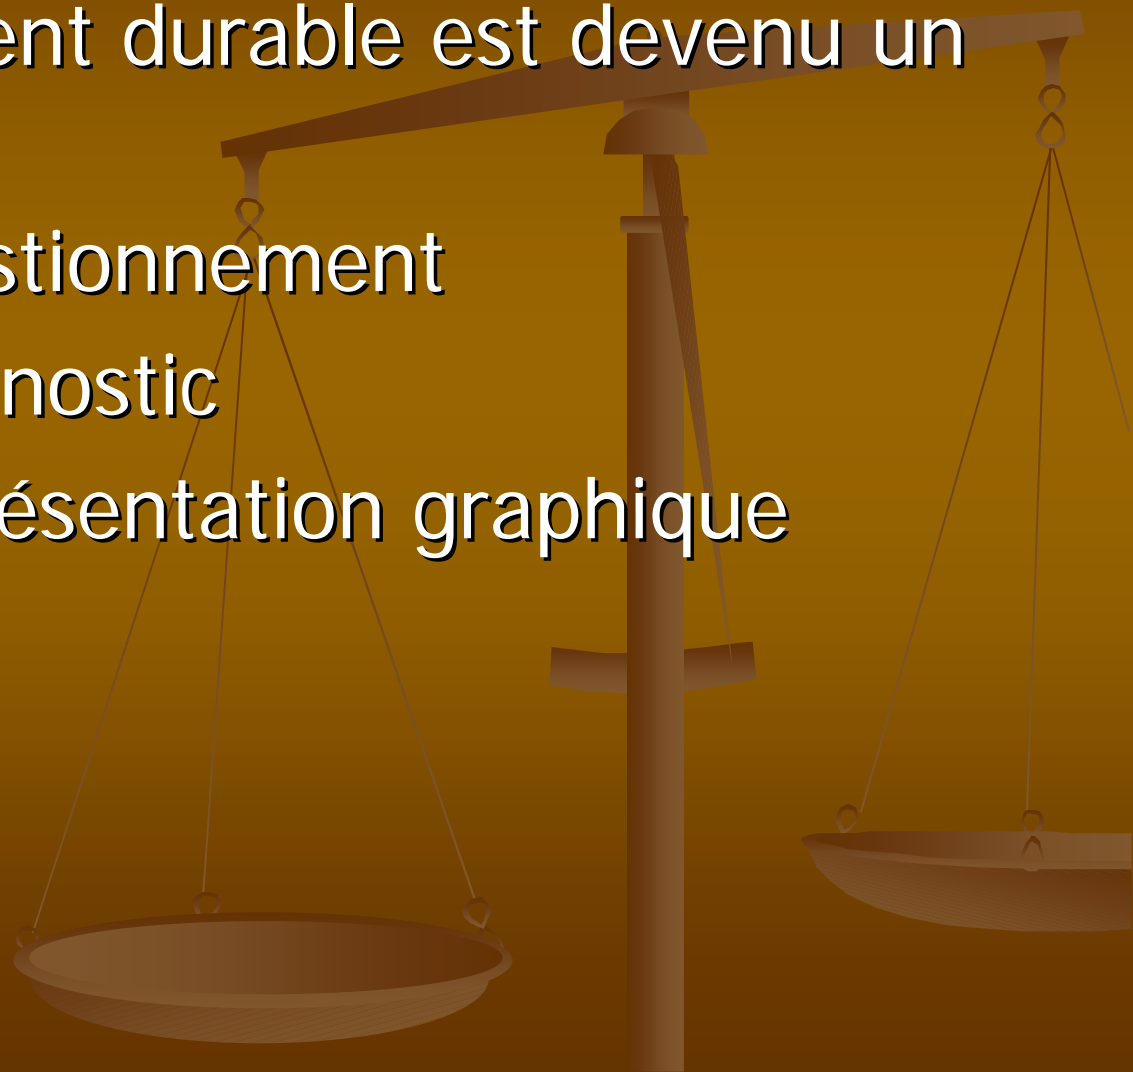 ent durable est devenu un
stionnement
nostic
ésentation graphique